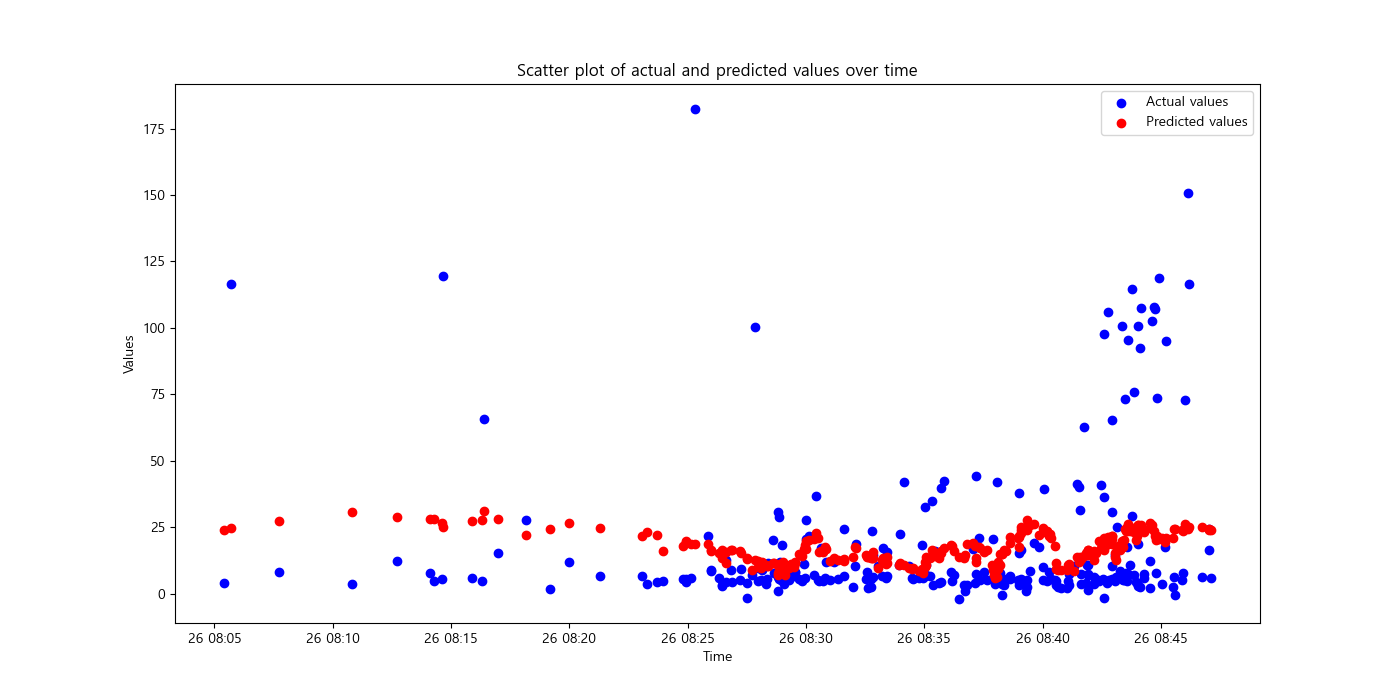 Scatter plot of actual and predicted values over time
Actual values
Predicted values
175
150
125
100
75
50
25
0
Values
26 08:05 26 08:10 26 08:15 26 08:20 26 08:25 26 08:30 26 08:35 26 08:40 26 08:45
Time